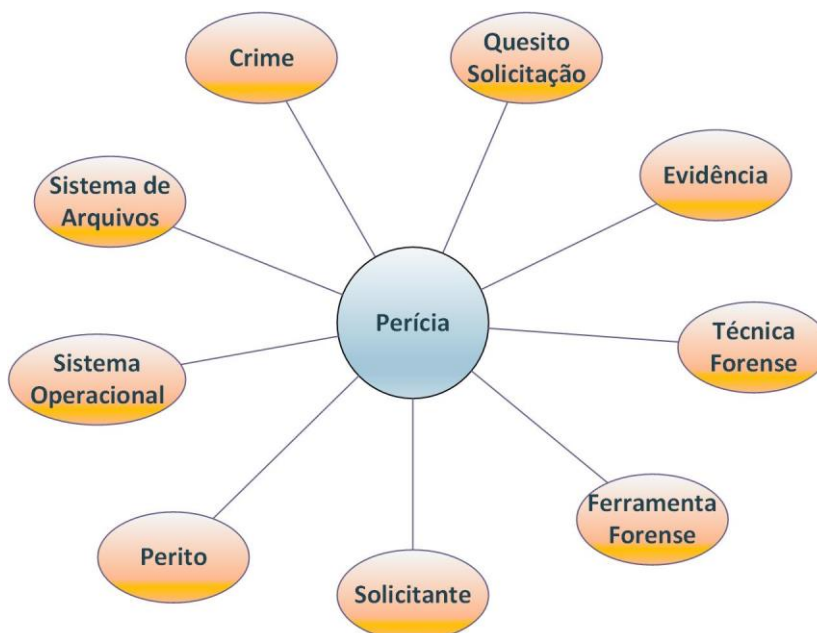 Crime
Quesito
Solicitação
Evidência
Sistema de
Arquivos
Perícia
Técnica
Forense
Sistema
Operacional
Ferramenta
Forense
Perito
Solicitante